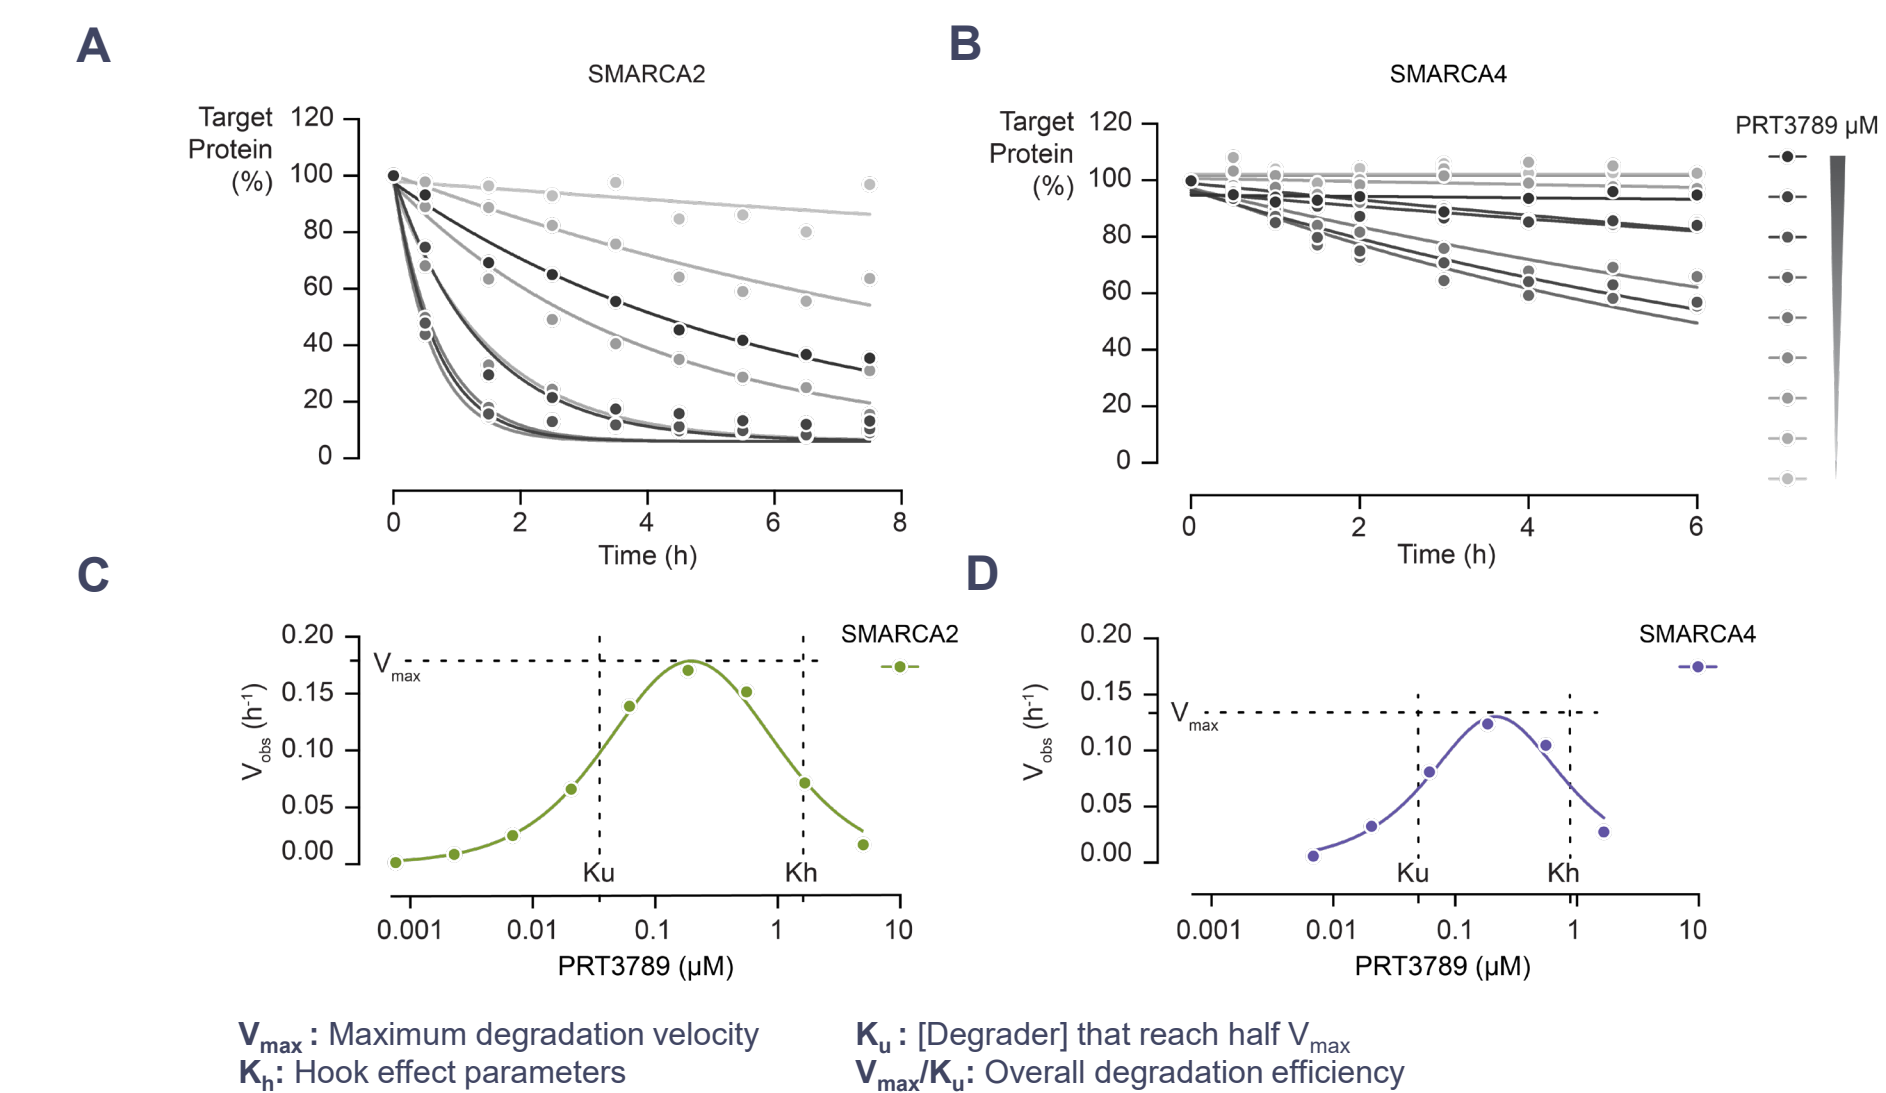 A
SMARCA2
Target
Protein
(%)
120
100
80
60
40
20
0
0 2 4 6 8
Time (h)
B
SMARCA4
Target
Protein
(%)
120
100
80
60
40
20
0
0 2 4 6
Time (h)
PRT3789 µM
C
SMARCA2
Vobs (h-1)
0.20
0.15
0.10
0.05
0.00
Vmax
Ku Kh
0.001 0.01 0.1 1 10
PRT3789 (µM)
D
SMARCA4
Vobs (h-1)
0.20
0.15
0.10
0.05
0.00
Vmax
Ku Kh
0.001 0.01 0.1 1 10
PRT3789 (µM)
Vmax : Maximum degradation velocity
Kh: Hook effect parameters
Ku : [Degrader] that reach half Vmax
Vmax/Ku: Overall degradation efficiency